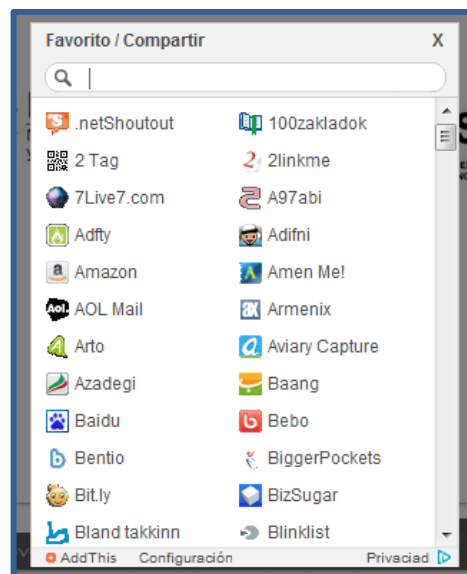 Favorito / Compartir X
.netShoutout 100zakladok
2 Tag 2linkme
7Live7.com A97abi
Adfty Adifni
Amazon Amen Me!
AOL Mail Armenix
Arto Aviary Capture
Azadegi Baang
Baidu Bebo
Bentio BiggerPockets
Bit.ly BizSugar
Bland takkinn Blinklist
AddThis Configuración Privaciad